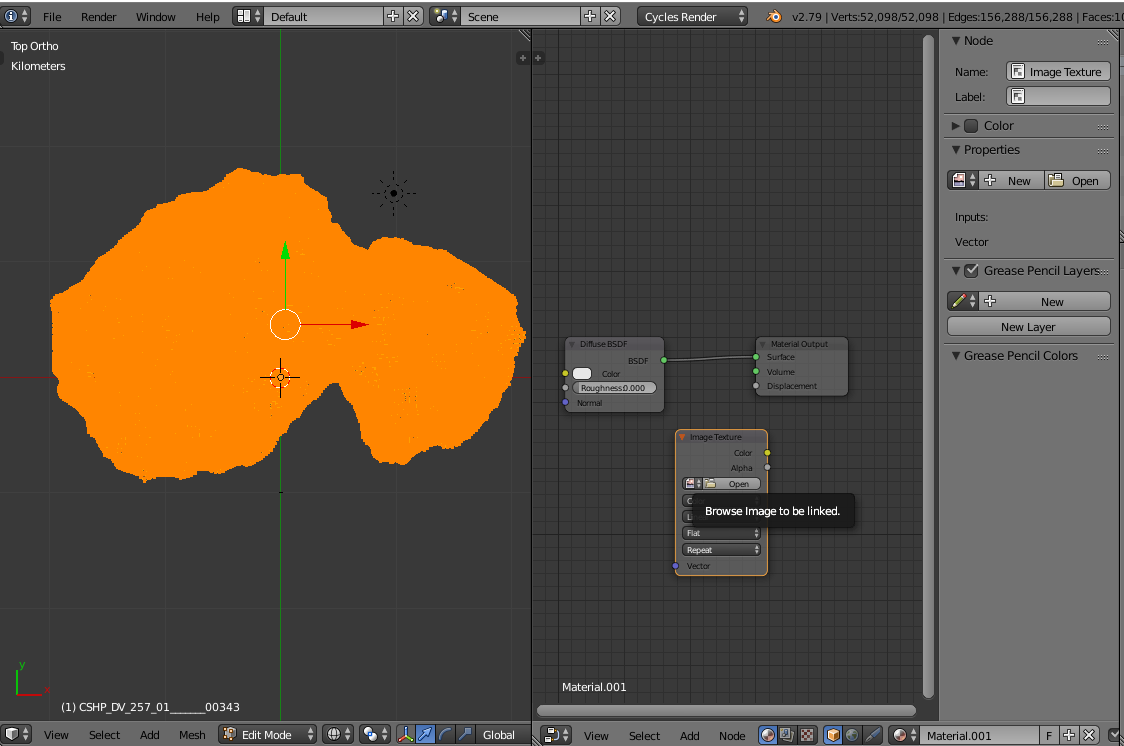 File Render Window Help Default Scene Cycles Render v2.79 | Verts:52,098/52,098 | Edges:156,288/156,288 | Faces:10
Top Ortho
Kilometers
(1) CSHP_DV_257_01______00343
View Select Add Mesh Edit Mode Global
Diffuse BSDF
BSDF
Color
Roughness:0.000
Normal
Material Output
Surface
Volume
Displacement
Image Texture
Color
Alpha
Open
Browse Image to be linked.
Flat
Repeat
Vector
Material.001
View Select Add Node Material.001 F
Node
Name: Image Texture
Label:
Color
Properties
New Open
Inputs:
Vector
Grease Pencil Layers
New
New Layer
Grease Pencil Colors